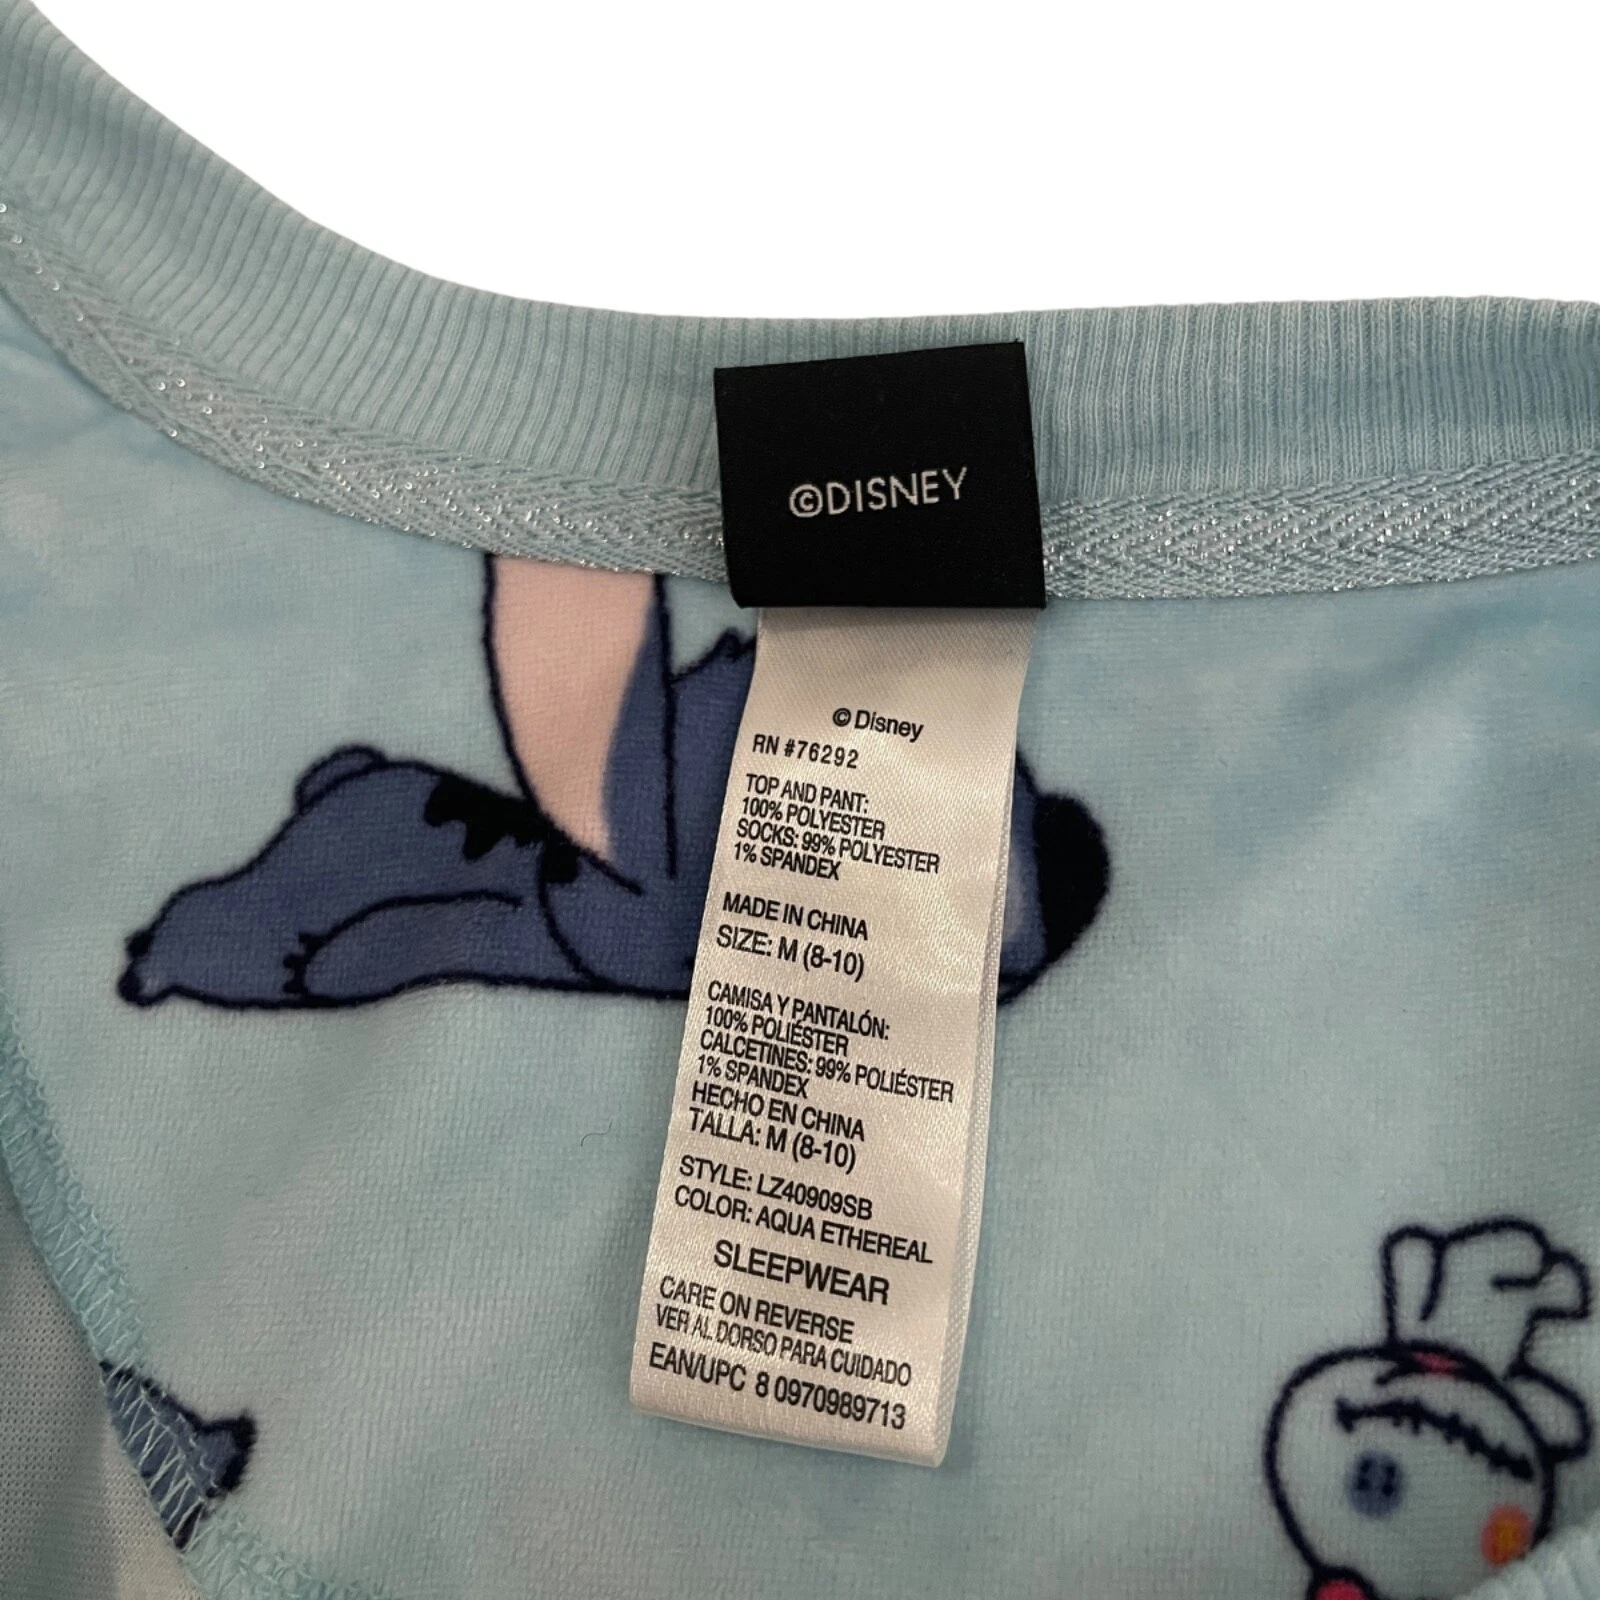 ©DISNEY
© Disney
RN #76292
TOP AND PANT:
100% POLYESTER
SOCKS: 99% POLYESTER
1% SPANDEX
MADE IN CHINA
SIZE: M (8-10)
CAMISA Y PANTALÓN:
100% POLIÉSTER
CALCETINES: 99% POLIÉSTER
1% SPANDEX
HECHO EN CHINA
TALLA: M (8-10)
STYLE: LZ40909SB
COLOR: AQUA ETHEREAL
SLEEPWEAR
CARE ON REVERSE
VER AL DORSO PARA CUIDADO
EAN/UPC 8 0970989713